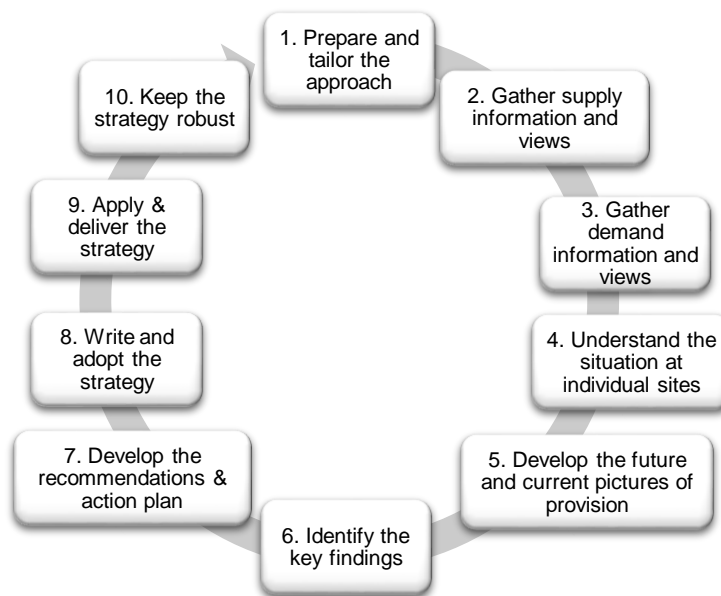 1. Prepare and
tailor the
approach
2. Gather supply
information and
views
3. Gather
demand
information and
views
4. Understand the
situation at
individual sites
5. Develop the future
and current pictures of
provision
6. Identify the
key findings
7. Develop the
recommendations &
action plan
8. Write and
adopt the
strategy
9. Apply &
deliver the
strategy
10. Keep the
strategy robust